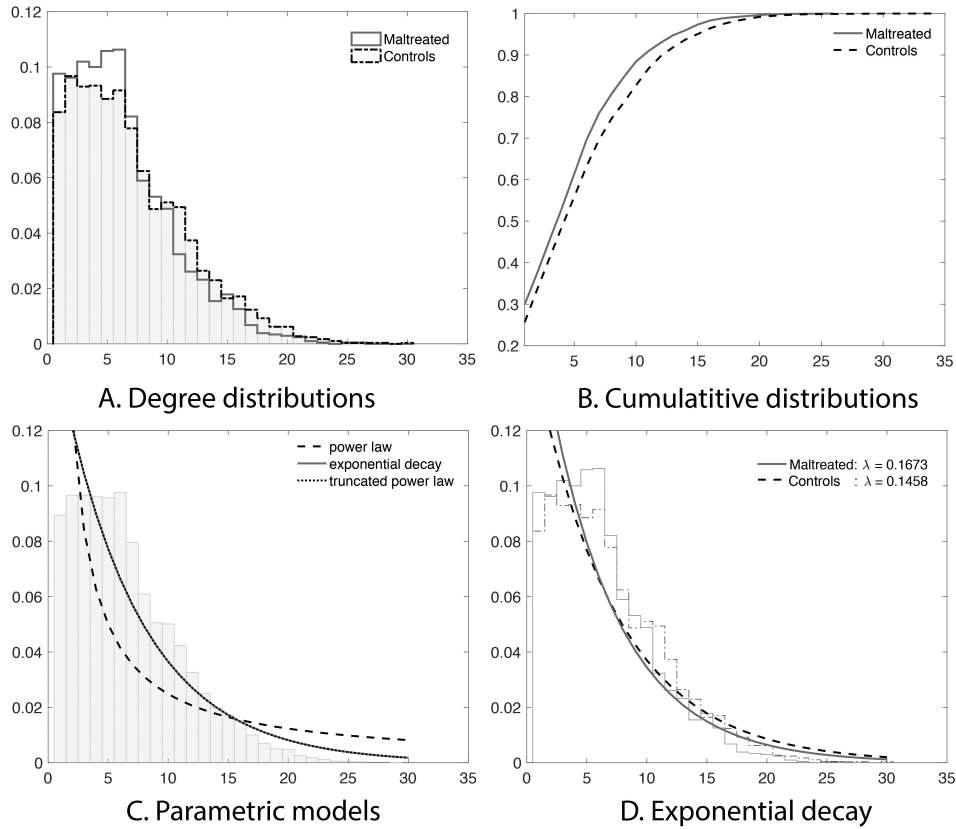 0.12
0.1
0.08
0.06
0.04
0.02
0
0 5 10 15 20 25 30 35
Maltreated
Controls
A. Degree distributions
1
0.9
0.8
0.7
0.6
0.5
0.4
0.3
0.2
5 10 15 20 25 30 35
Maltreated
Controls
B. Cumulatitive distributions
0.12
0.1
0.08
0.06
0.04
0.02
0
0 5 10 15 20 25 30 35
power law
exponential decay
truncated power law
C. Parametric models
0.12
0.1
0.08
0.06
0.04
0.02
0
0 5 10 15 20 25 30 35
Maltreated: λ = 0.1673
Controls : λ = 0.1458
D. Exponential decay